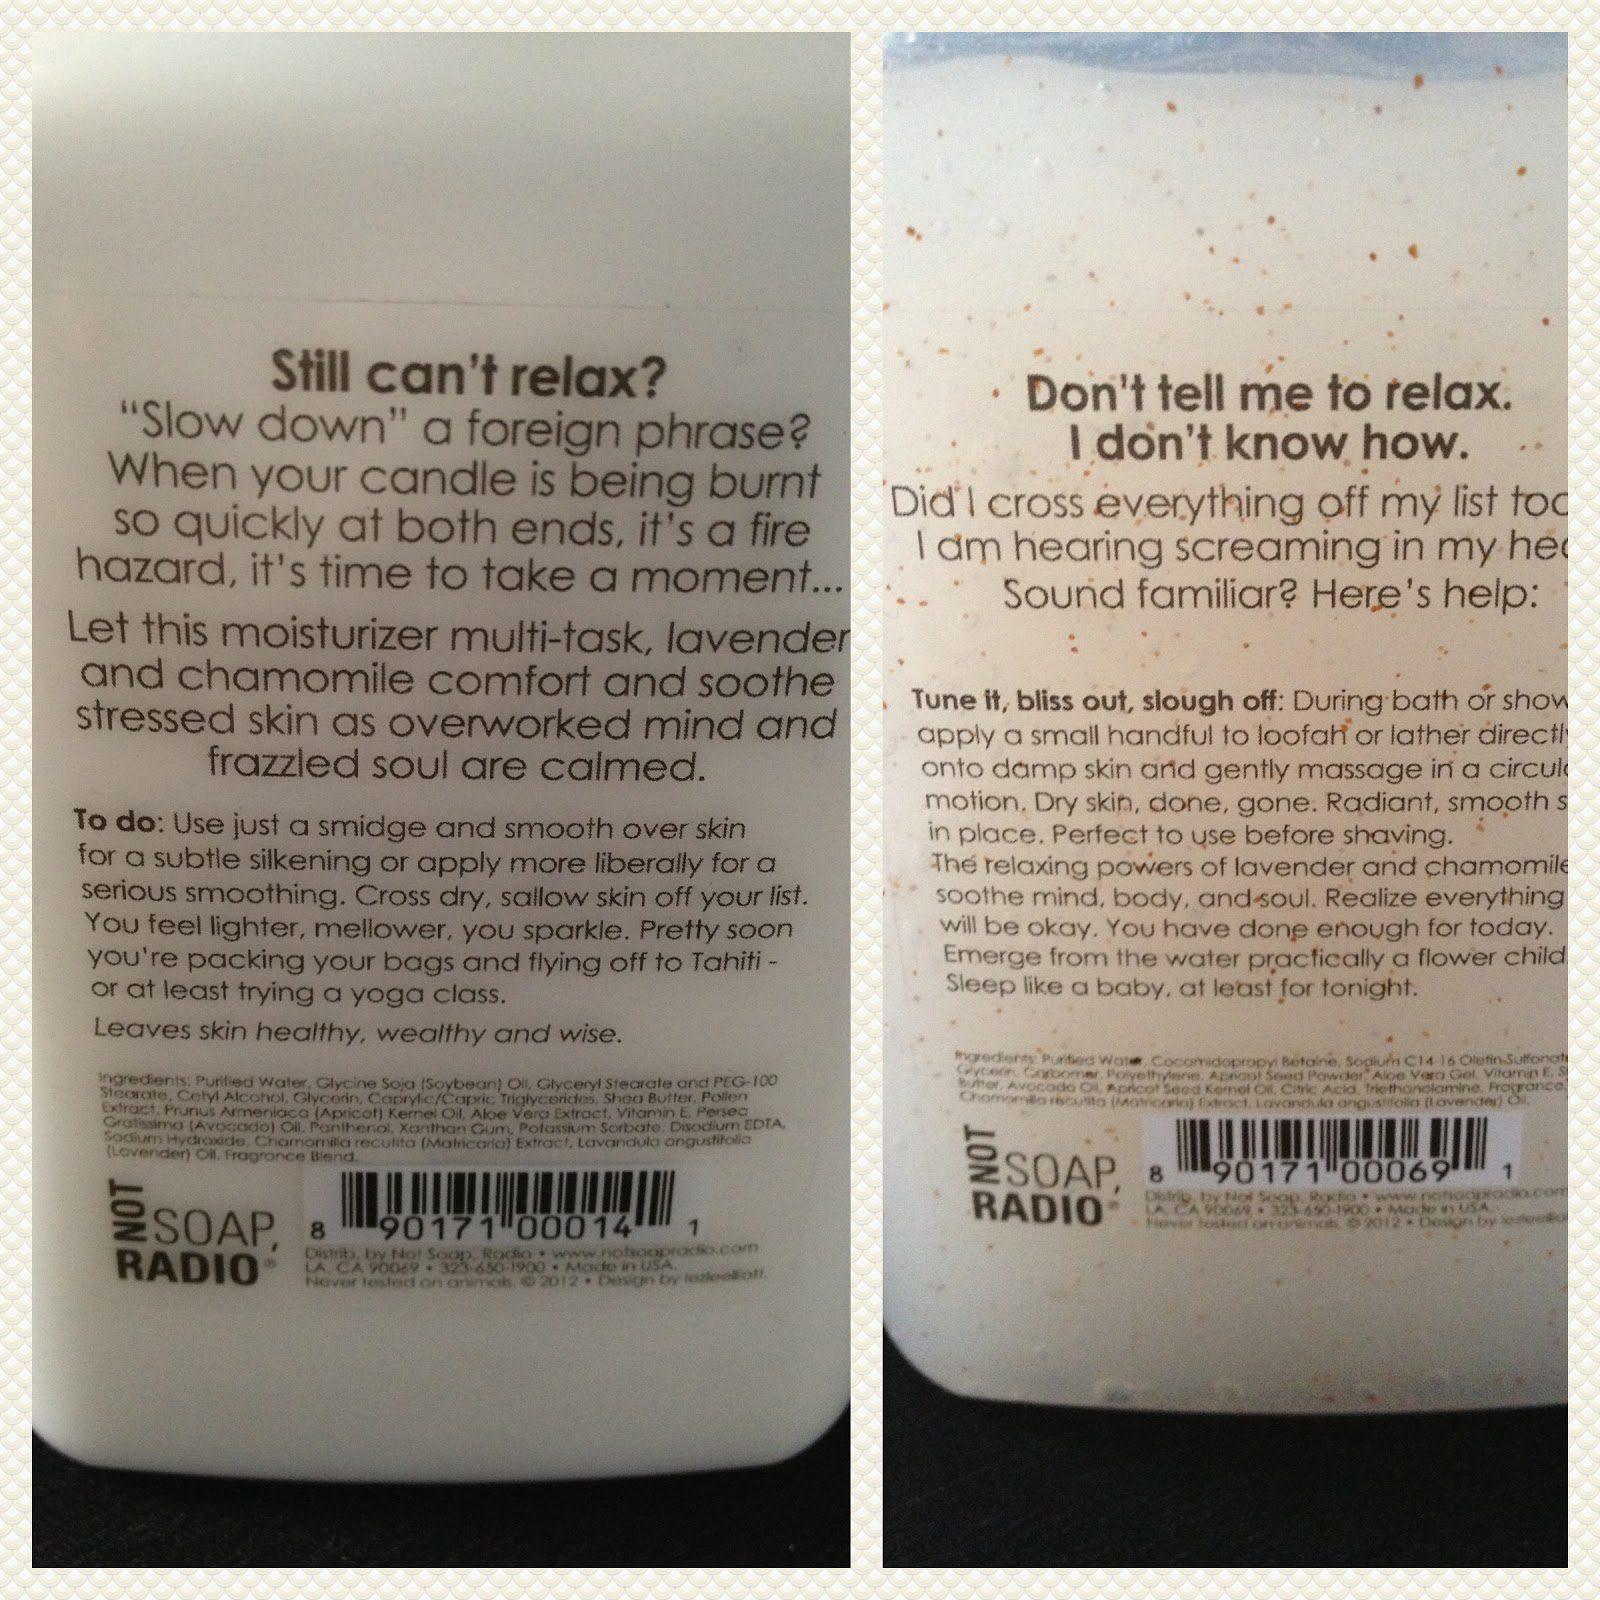 Still can't relax?
"Slow down" a foreign phrase?
When your candle is being burnt
so quickly at both ends, it's a fire
hazard, it's time to take a moment...
Let this moisturizer multi-task, lavender
and chamomile comfort and soothe
stressed skin as overworked mind and
frazzled soul are calmed.
To do: Use just a smidge and smooth over skin
for a subtle silkening or apply more liberally for a
serious smoothing. Cross dry, sallow skin off your list.
You feel lighter, mellower, you sparkle. Pretty soon
you're packing your bags and flying off to Tahiti -
or at least trying a yoga class.
Leaves skin healthy, wealthy and wise.
Ingredients: Purified Water, Glycine Soja (Soybean) Oil, Glyceryl Stearate and PEG-100
Stearate, Cetyl Alcohol, Glycerin, Caprylic/Capric Triglycerides, Shea Butter, Pollen
Extract, Prunus Armeniaca (Apricot) Kernel Oil, Aloe Vera Extract, Vitamin E, Persea
Gratissima (Avocado) Oil, Panthenol, Xanthan Gum, Potassium Sorbate, Disodium EDTA,
Sodium Hydroxide, Chamomilla recutita (Matricaria) Extract, Lavandula angustifolia
(Lavender) Oil, Fragrance Blend.
NOT SOAP,
RADIO®
8 90171 00014 1
Distrib. by Not Soap, Radio • www.notsoapradio.com
LA, CA 90069 • 323-650-1900 • Made in USA.
Never tested on animals. © 2012 • Design by lezleelliott.
Don't tell me to relax.
I don't know how.
Did I cross everything off my list tod
I am hearing screaming in my hea
Sound familiar? Here's help:
Tune it, bliss out, slough off: During bath or show
apply a small handful to loofah or lather directly
onto damp skin and gently massage in a circula
motion. Dry skin, done, gone. Radiant, smooth s
in place. Perfect to use before shaving.
The relaxing powers of lavender and chamomile
soothe mind, body, and soul. Realize everything
will be okay. You have done enough for today.
Emerge from the water practically a flower child.
Sleep like a baby, at least for tonight.
Ingredients: Purified Water, Cocamidopropyl Betaine, Sodium C14-16 Olefin Sulfonat
Glycerin, Carbomer, Polyethylene, Apricot Seed Powder, Aloe Vera Gel, Vitamin E, S
Butter, Avocado Oil, Apricot Seed Kernel Oil, Citric Acid, Triethanolamine, Fragrance,
Chamomilla recutita (Matricaria) Extract, Lavandula angustifolia (Lavender) Oil.
NOT SOAP,
RADIO®
8 90171 00069 1
Distrib. by Not Soap, Radio • www.notsoapradio.com
LA, CA 90069 • 323-650-1900 • Made in USA.
Never tested on animals. © 2012 • Design by lezleelliott